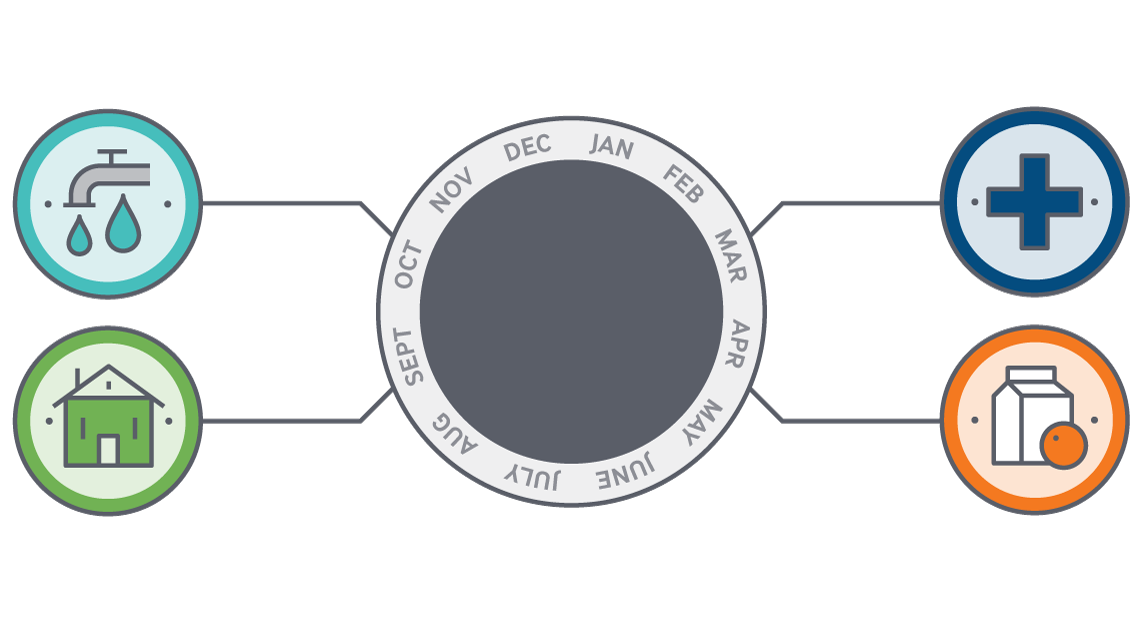 JAN
FEB
MAR
APR
MAY
JUNE
JULY
AUG
SEPT
OCT
NOV
DEC